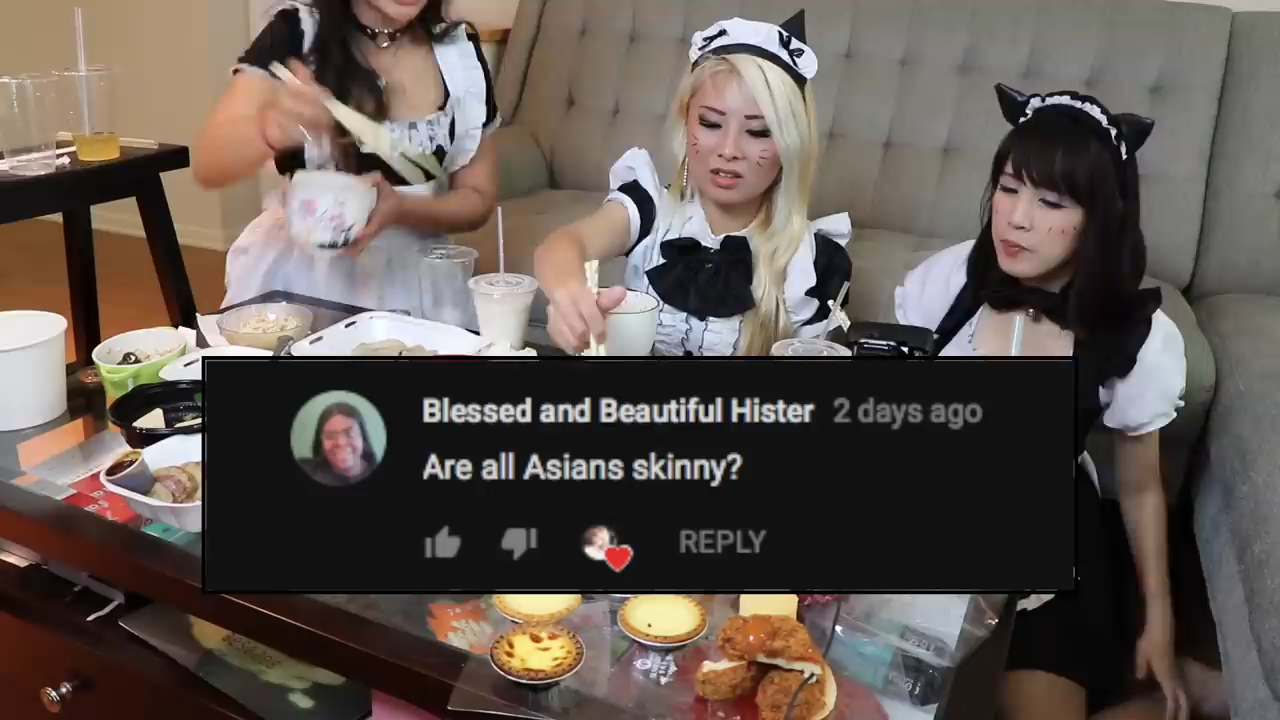 Blessed and Beautiful Hister 2 days ago
Are all Asians skinny?
REPLY